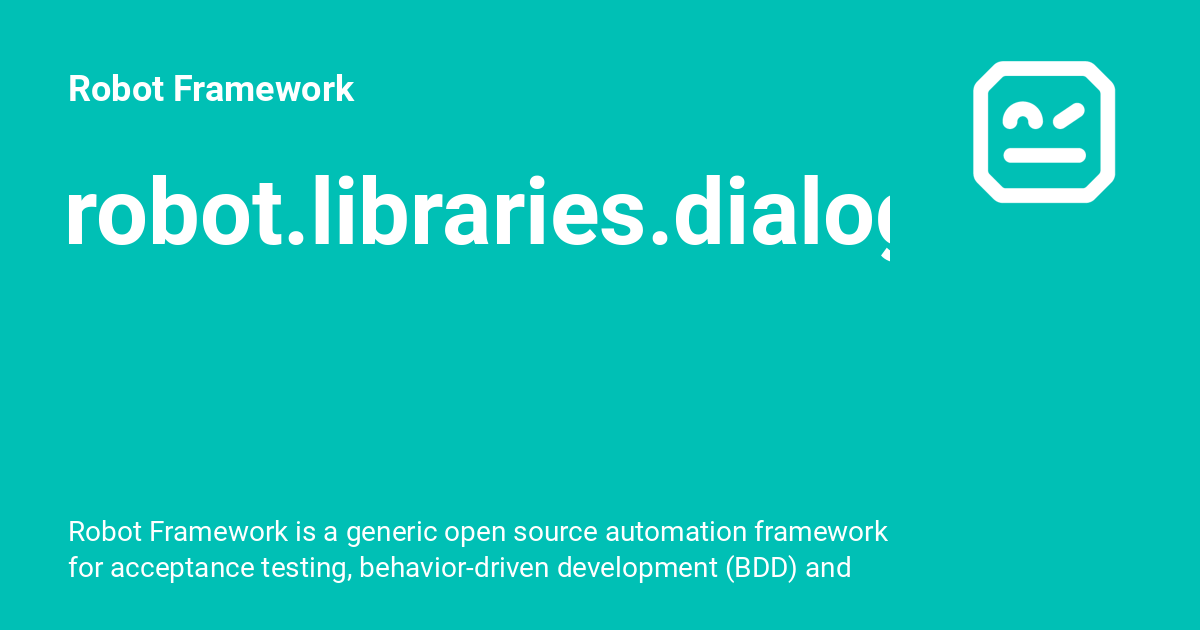 Robot Framework
robot.libraries.dialog
Robot Framework is a generic open source automation framework
for acceptance testing, behavior-driven development (BDD) and